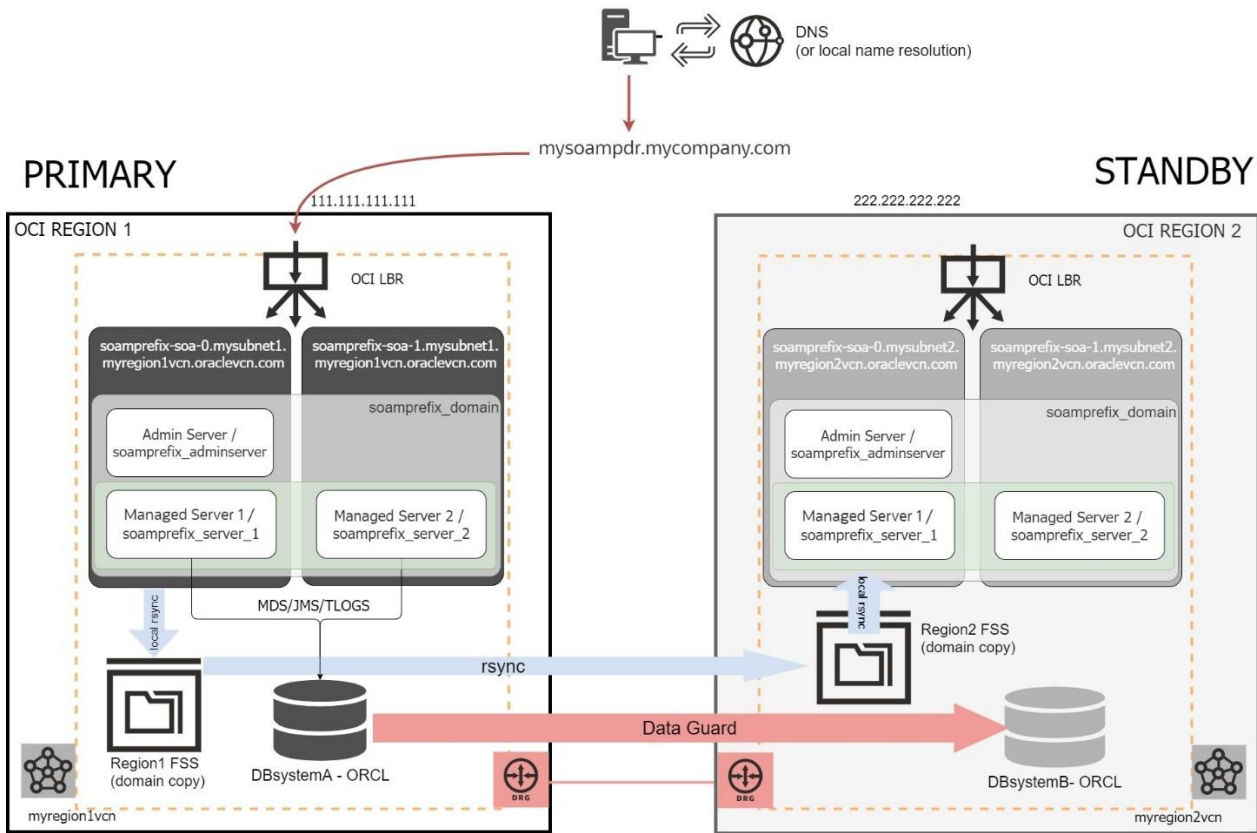 DNS
(or local name resolution)
mysoampdr.mycompany.com
PRIMARY
STANDBY
111.111.111.111
222.222.222.222
OCI REGION 1
OCI LBR
soamprefix-soa-0.mysubnet1.
myregion1vcn.oraclevcn.com
soamprefix-soa-1.mysubnet1.
myregion1vcn.oraclevcn.com
soamprefix_domain
Admin Server /
soamprefix_adminserver
Managed Server 1 /
soamprefix_server_1
Managed Server 2 /
soamprefix_server_2
local rsync
MDS/JMS/TLOGS
Region1 FSS
(domain copy)
DBsystemA - ORCL
DRG
myregion1vcn
rsync
Data Guard
OCI REGION 2
OCI LBR
soamprefix-soa-0.mysubnet2.
myregion2vcn.oraclevcn.com
soamprefix-soa-1.mysubnet2.
myregion2vcn.oraclevcn.com
soamprefix_domain
Admin Server /
soamprefix_adminserver
Managed Server 1 /
soamprefix_server_1
Managed Server 2 /
soamprefix_server_2
local rsync
Region2 FSS
(domain copy)
DBsystemB- ORCL
DRG
myregion2vcn